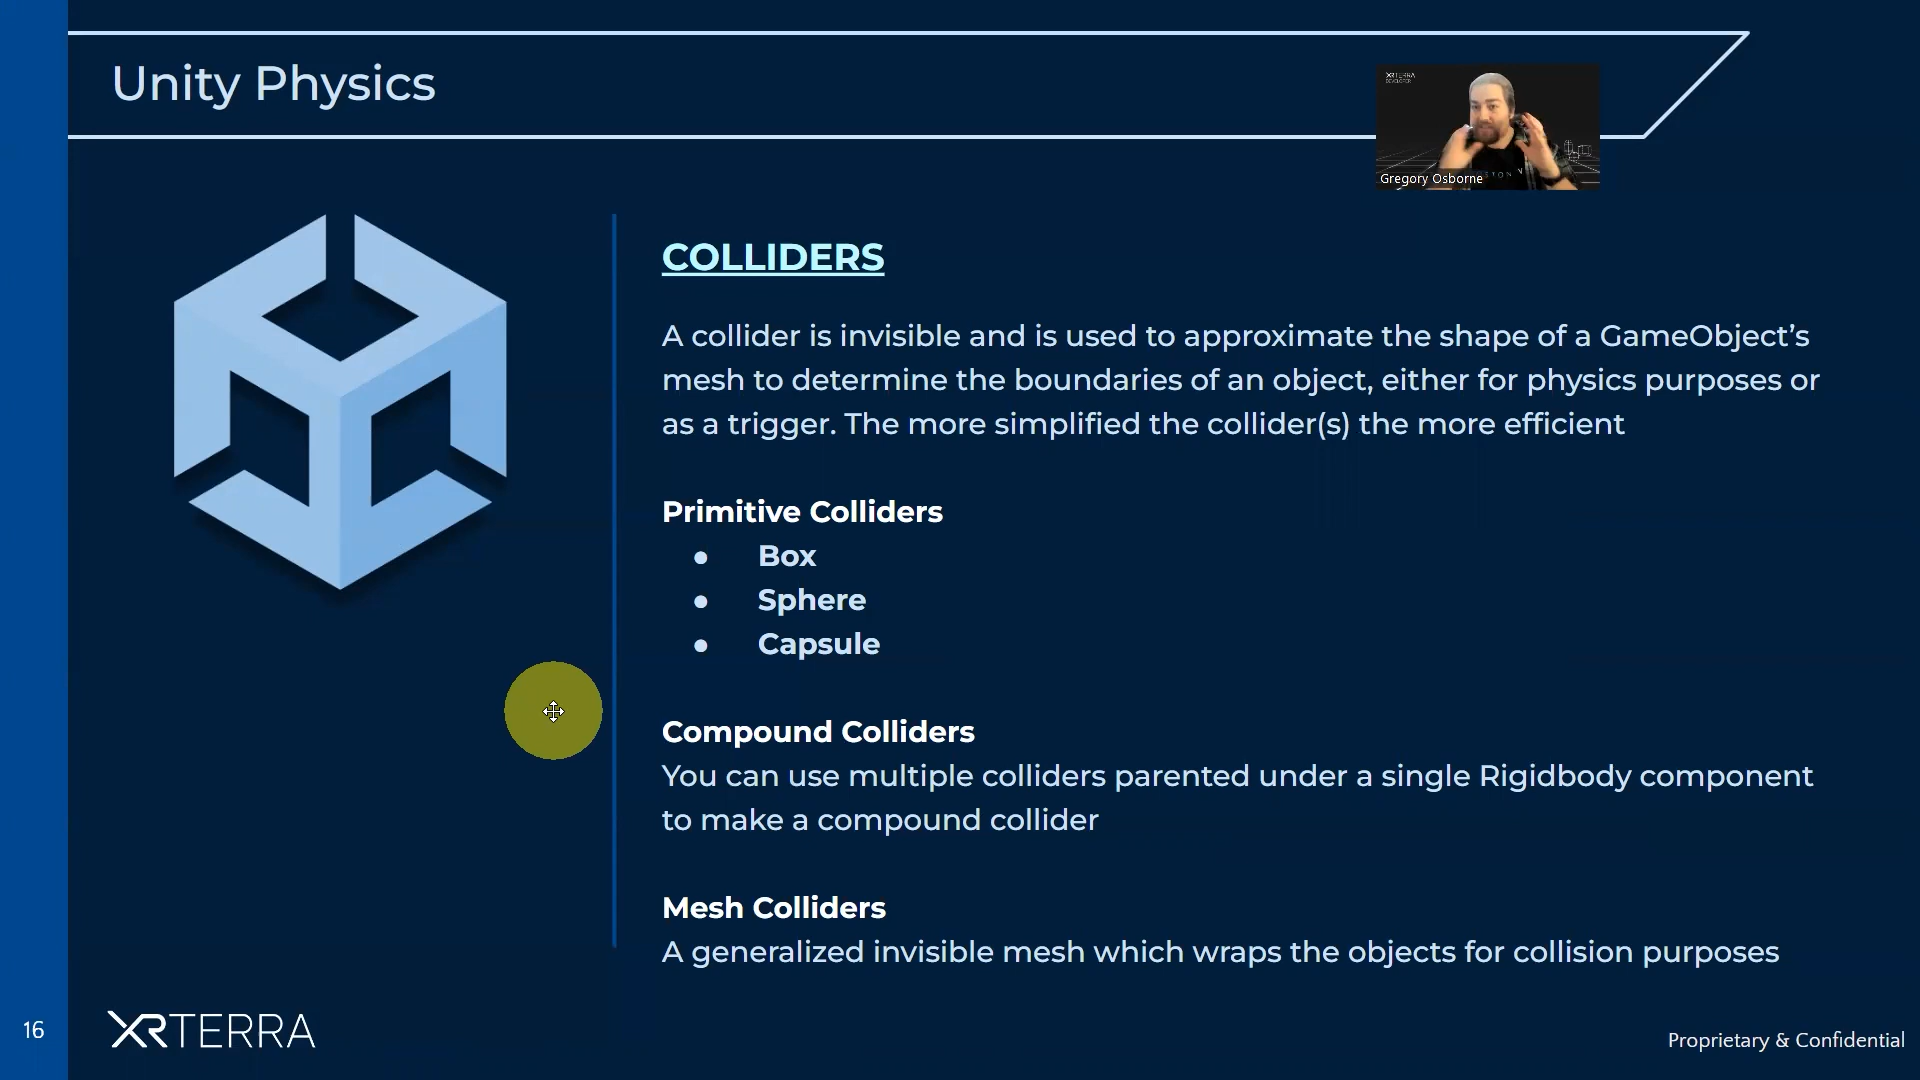 Unity Physics
XRTERRA
DEVELOPER
Gregory Osborne
COLLIDERS
A collider is invisible and is used to approximate the shape of a GameObject’s
mesh to determine the boundaries of an object, either for physics purposes or
as a trigger. The more simplified the collider(s) the more efficient
Primitive Colliders
● Box
● Sphere
● Capsule
Compound Colliders
You can use multiple colliders parented under a single Rigidbody component
to make a compound collider
Mesh Colliders
A generalized invisible mesh which wraps the objects for collision purposes
16
XRTERRA
Proprietary & Confidential